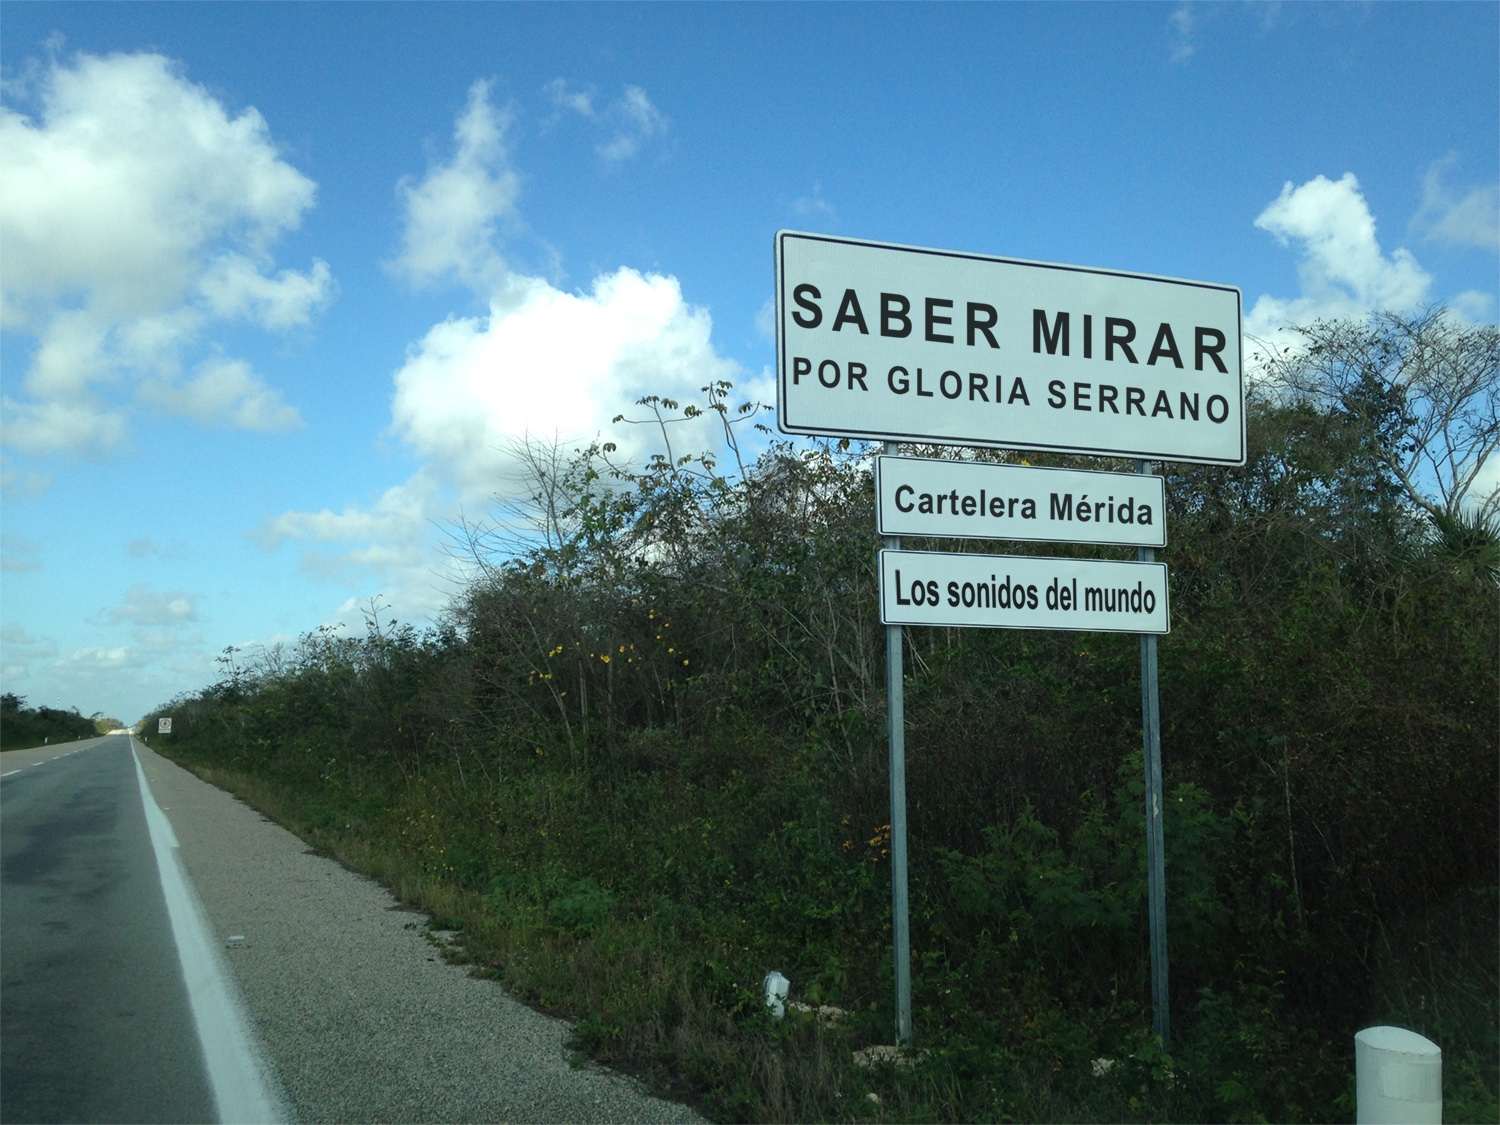 SABER MIRAR
POR GLORIA SERRANO
Cartelera Mérida
Los sonidos del mundo